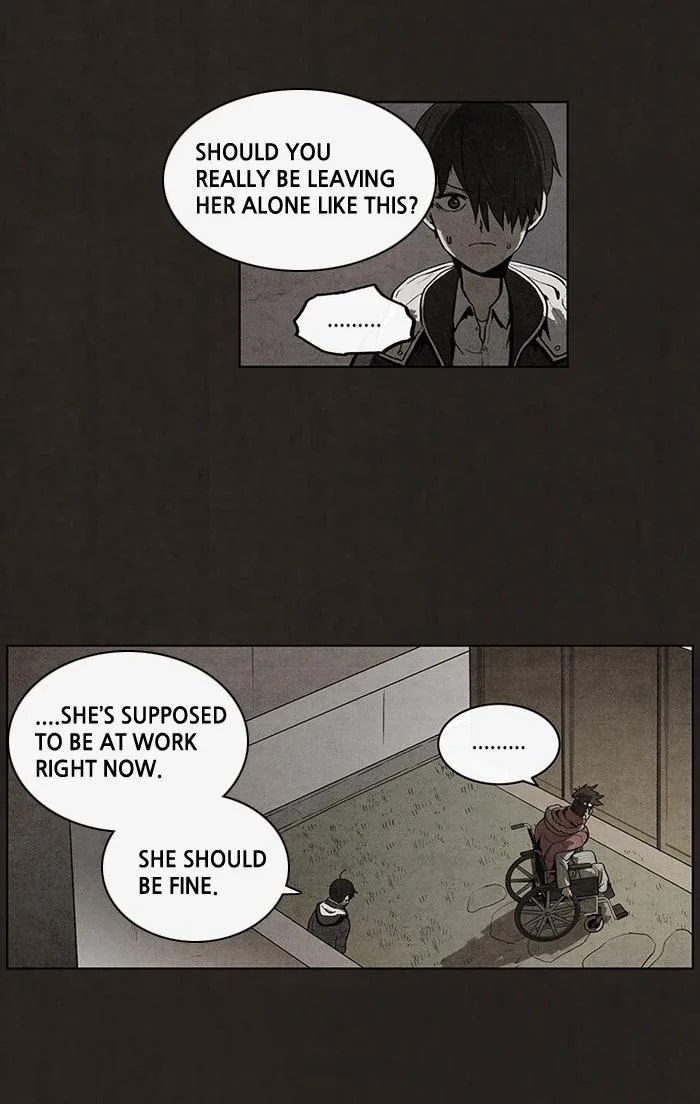 SHOULD YOU
REALLY BE LEAVING
HER ALONE LIKE THIS?
.........
....SHE'S SUPPOSED
TO BE AT WORK
RIGHT NOW.
.........
SHE SHOULD
BE FINE.